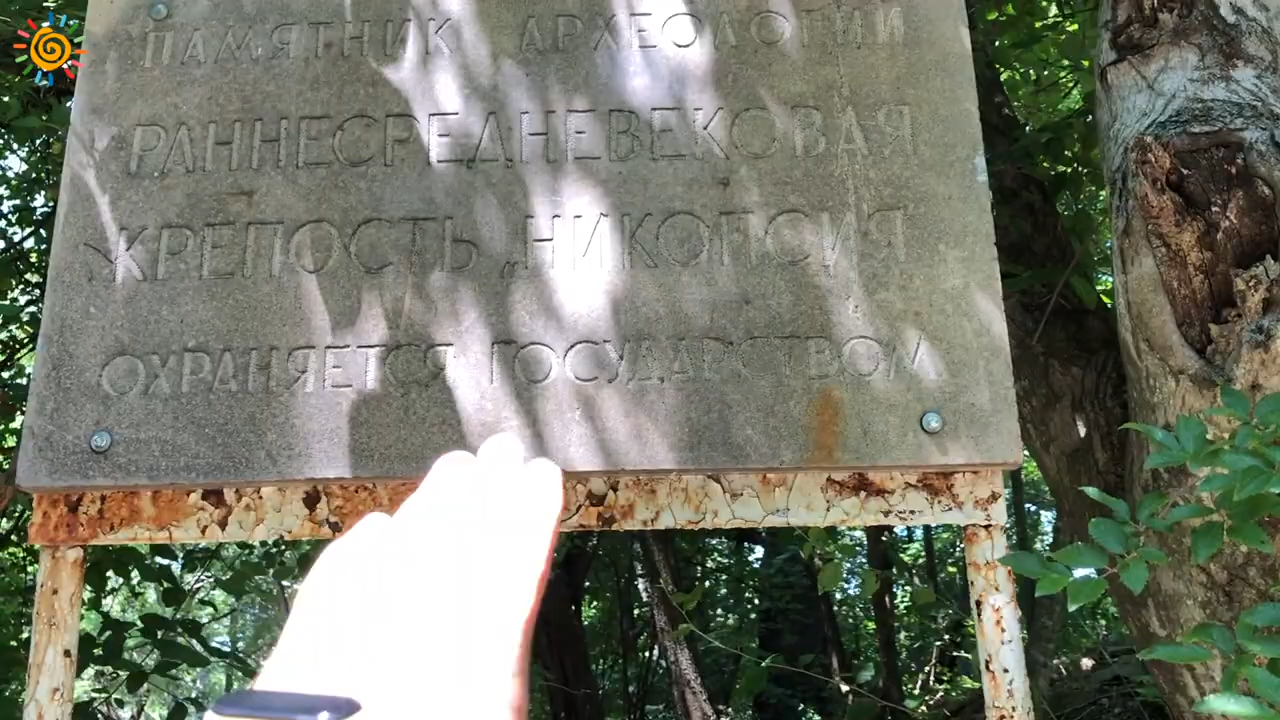 ПАМЯТНИК АРХЕОЛОГИИ
РАННЕСРЕДНЕВЕКОВАЯ
КРЕПОСТЬ „НИКОПСИЯ
ОХРАНЯЕТСЯ ГОСУДАРСТВОМ